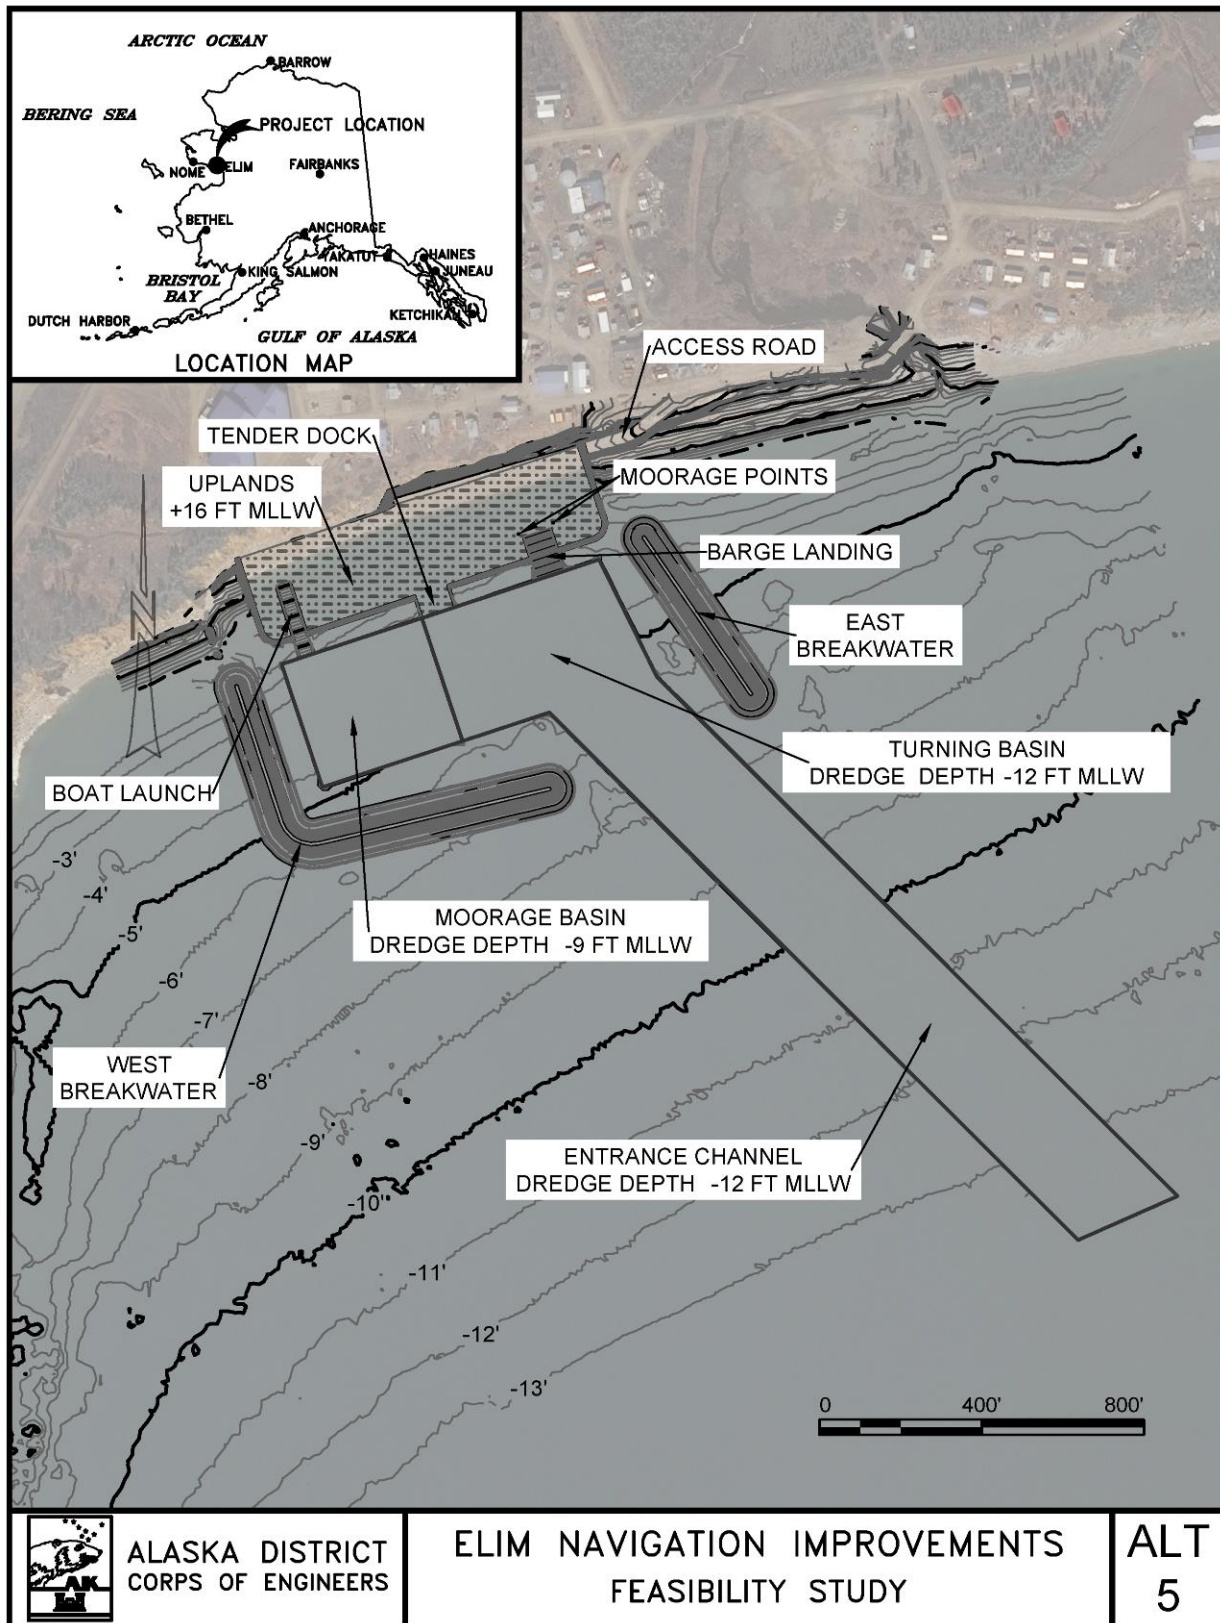 ARCTIC OCEAN
BARROW
BERING SEA
PROJECT LOCATION
NOME
ELIM
FAIRBANKS
BETHEL
ANCHORAGE
YAKATUT
HAINES
JUNEAU
BRISTOL
BAY
KING SALMON
KETCHIKAN
DUTCH HARBOR
GULF OF ALASKA
LOCATION MAP
ACCESS ROAD
TENDER DOCK
UPLANDS
+16 FT MLLW
MOORAGE POINTS
BARGE LANDING
EAST
BREAKWATER
N
TURNING BASIN
DREDGE DEPTH -12 FT MLLW
BOAT LAUNCH
-3'
-4'
-5'
-6'
-7'
-8'
-9'
-10'
-11'
-12'
-13'
MOORAGE BASIN
DREDGE DEPTH -9 FT MLLW
WEST
BREAKWATER
ENTRANCE CHANNEL
DREDGE DEPTH -12 FT MLLW
0 400' 800'
AK
ALASKA DISTRICT
CORPS OF ENGINEERS
ELIM NAVIGATION IMPROVEMENTS
FEASIBILITY STUDY
ALT
5